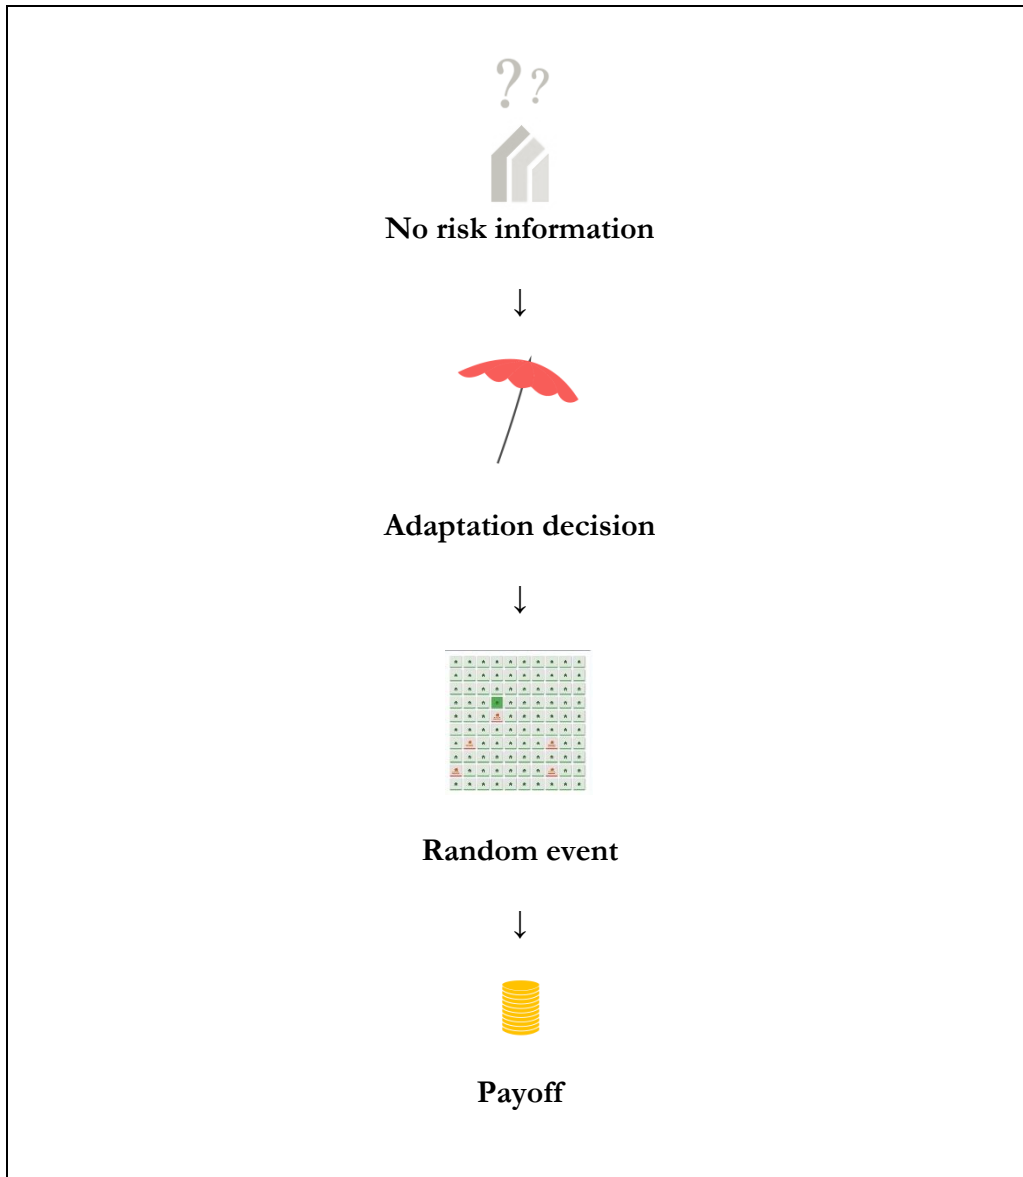 ??
No risk information
↓
Adaptation decision
↓
Random event
↓
Payoff